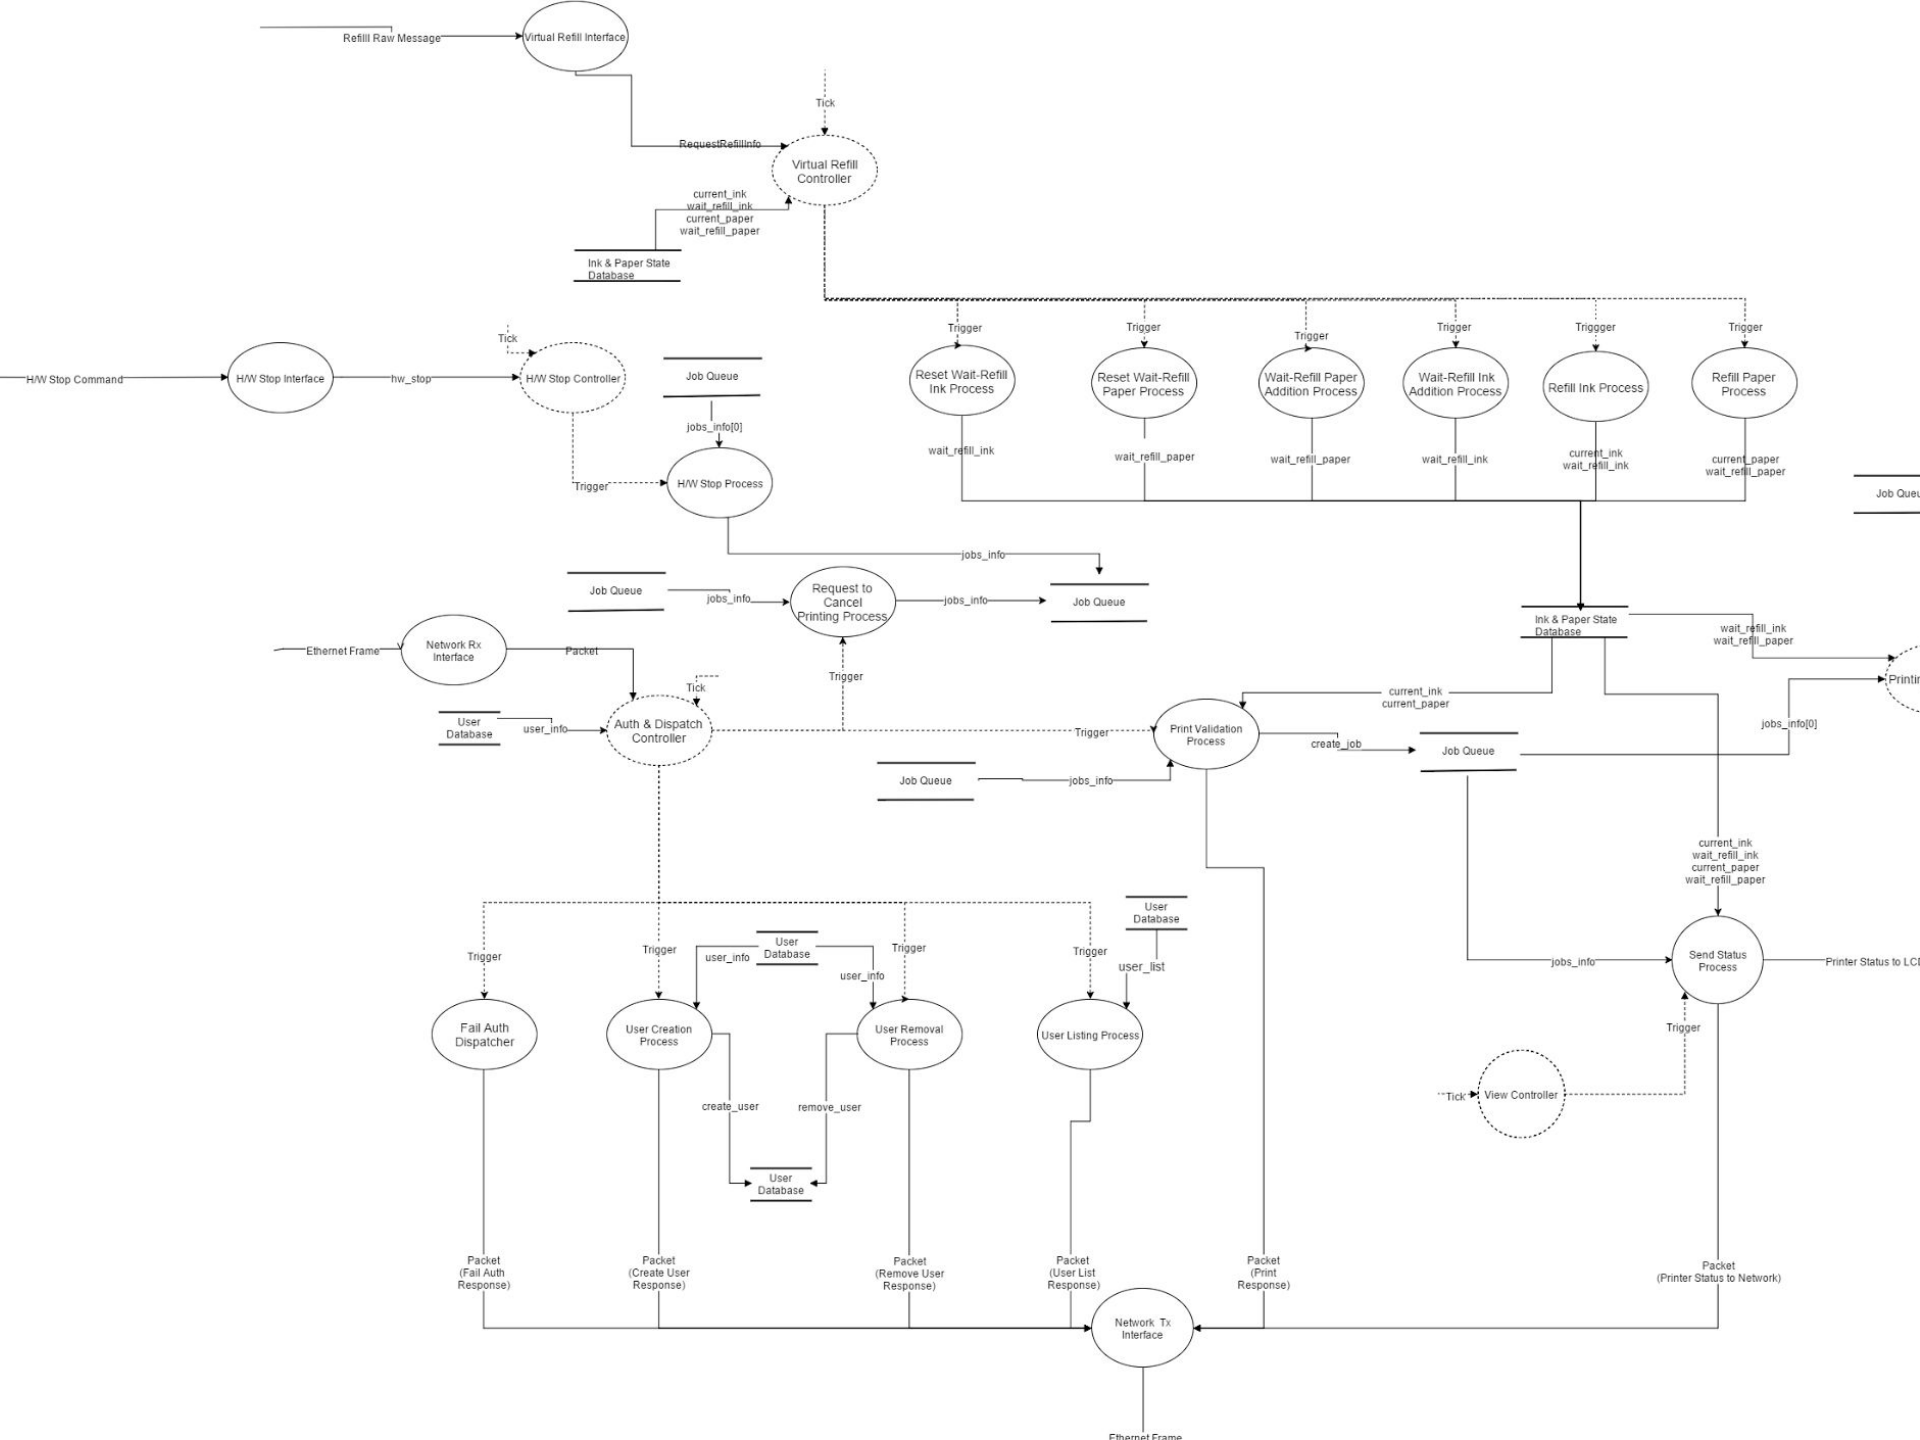 Refilll Raw Message
Virtual Refill Interface
Tick
RequestRefillInfo
Virtual Refill
Controller
current_ink
wait_refill_ink
current_paper
wait_refill_paper
Ink & Paper State
Database
Trigger
Trigger
Trigger
Trigger
Triggger
Trigger
Tick
H/W Stop Command
H/W Stop Interface
hw_stop
H/W Stop Controller
Job Queue
Reset Wait-Refill
Ink Process
Reset Wait-Refill
Paper Process
Wait-Refill Paper
Addition Process
Wait-Refill Ink
Addition Process
Refill Ink Process
Refill Paper
Process
jobs_info[0]
wait_refill_ink
wait_refill_paper
wait_refill_paper
wait_refill_ink
current_ink
wait_refill_ink
current_paper
wait_refill_paper
Trigger
H/W Stop Process
Job Queu
jobs_info
Job Queue
jobs_info
Request to
Cancel
Printing Process
jobs_info
Job Queue
Ink & Paper State
Database
wait_refill_ink
wait_refill_paper
Ethernet Frame
Network Rx
Interface
Packet
Tick
Trigger
Printin
current_ink
current_paper
User
Database
user_info
Auth & Dispatch
Controller
Trigger
Print Validation
Process
create_job
Job Queue
jobs_info[0]
Job Queue
jobs_info
current_ink
wait_refill_ink
current_paper
wait_refill_paper
User
Database
Trigger
Trigger
user_info
User
Database
user_info
Trigger
Trigger
user_list
jobs_info
Send Status
Process
Printer Status to LCD
Fail Auth
Dispatcher
User Creation
Process
User Removal
Process
User Listing Process
Trigger
Tick
View Controller
create_user
remove_user
User
Database
Packet
(Fail Auth
Response)
Packet
(Create User
Response)
Packet
(Remove User
Response)
Packet
(User List
Response)
Packet
(Print
Response)
Packet
(Printer Status to Network)
Network Tx
Interface
Ethernet Frame